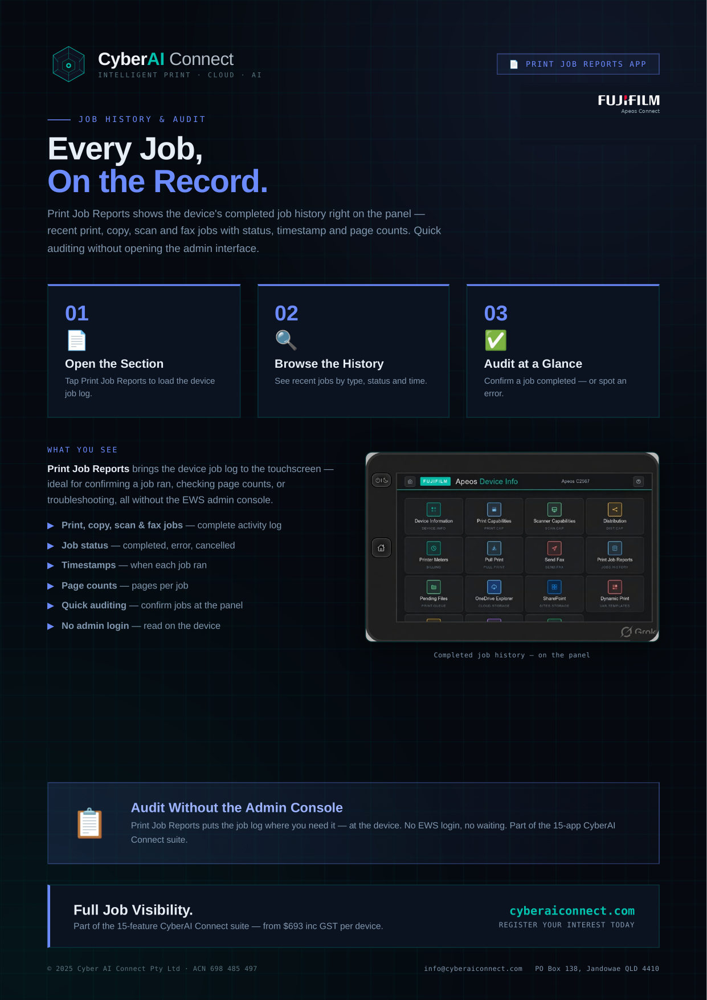 CyberAI Connect
INTELLIGENT PRINT · CLOUD · AI
PRINT JOB REPORTS APP
FUJIFILM
Apeos Connect
JOB HISTORY & AUDIT
Every Job,
On the Record.
Print Job Reports shows the device's completed job history right on the panel —
recent print, copy, scan and fax jobs with status, timestamp and page counts. Quick
auditing without opening the admin interface.
01
Open the Section
Tap Print Job Reports to load the device
job log.
02
Browse the History
See recent jobs by type, status and time.
03
Audit at a Glance
Confirm a job completed — or spot an
error.
WHAT YOU SEE
Print Job Reports brings the device job log to the touchscreen —
ideal for confirming a job ran, checking page counts, or
troubleshooting, all without the EWS admin console.
▶ Print, copy, scan & fax jobs — complete activity log
▶ Job status — completed, error, cancelled
▶ Timestamps — when each job ran
▶ Page counts — pages per job
▶ Quick auditing — confirm jobs at the panel
▶ No admin login — read on the device
FUJIFILM Apeos Device Info Apeos C2567
Device Information Print Capabilities Scanner Capabilities Distribution
DEVICE.INFO PRINT.CAP SCAN.CAP DIST.CAP
Printer Meters Pull Print Send Fax Print Job Reports
BILLING PULL.PRINT SEND.FAX JOBS.HISTORY
Pending Files OneDrive Explorer SharePoint Dynamic Print
PRINT.QUEUE CLOUD.STORAGE SITES.STORAGE VAR.TEMPLATES
Grok
Completed job history — on the panel
Audit Without the Admin Console
Print Job Reports puts the job log where you need it — at the device. No EWS login, no waiting. Part of the 15-app CyberAI
Connect suite.
Full Job Visibility.
Part of the 15-feature CyberAI Connect suite — from $693 inc GST per device.
cyberaiconnect.com
REGISTER YOUR INTEREST TODAY
© 2025 Cyber AI Connect Pty Ltd · ACN 698 485 497
info@cyberaiconnect.com PO Box 138, Jandowae QLD 4410